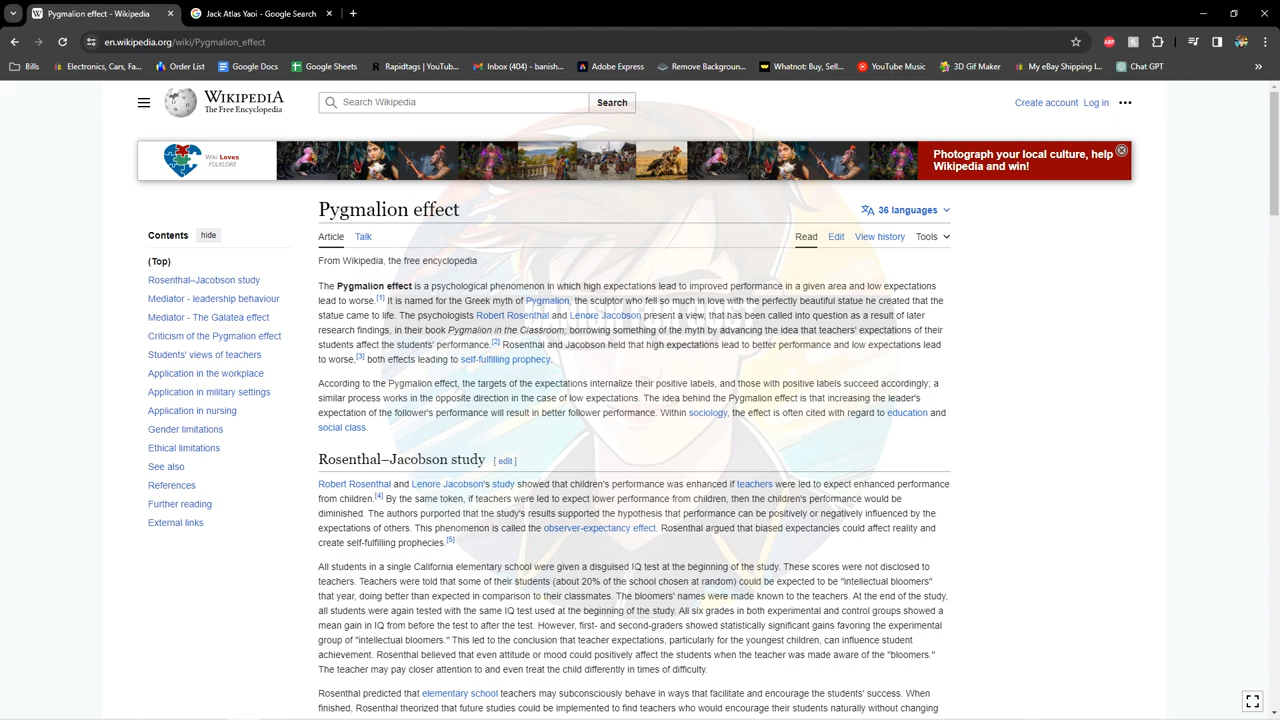 Pygmalion effect - Wikipedia
Jack Atlas Yaoi - Google Search
en.wikipedia.org/wiki/Pygmalion_effect
Bills
Electronics, Cars, Fa...
Order List
Google Docs
Google Sheets
Rapidtags | YouTub...
Inbox (404) - banish...
Adobe Express
Remove Background...
Whatnot: Buy, Sell...
YouTube Music
3D Gif Maker
My eBay Shipping I...
Chat GPT
WIKIPEDIA
The Free Encyclopedia
Search Wikipedia
Search
Create account Log in
Wiki Loves
FOLKLORE
Photograph your local culture, help
Wikipedia and win!
Pygmalion effect
36 languages
Article Talk
Read Edit View history Tools
From Wikipedia, the free encyclopedia
Contents hide
(Top)
Rosenthal–Jacobson study
Mediator - leadership behaviour
Mediator - The Galatea effect
Criticism of the Pygmalion effect
Students' views of teachers
Application in the workplace
Application in military settings
Application in nursing
Gender limitations
Ethical limitations
See also
References
Further reading
External links
The Pygmalion effect is a psychological phenomenon in which high expectations lead to improved performance in a given area and low expectations
lead to worse.[1] It is named for the Greek myth of Pygmalion, the sculptor who fell so much in love with the perfectly beautiful statue he created that the
statue came to life. The psychologists Robert Rosenthal and Lenore Jacobson present a view, that has been called into question as a result of later
research findings, in their book Pygmalion in the Classroom, borrowing something of the myth by advancing the idea that teachers' expectations of their
students affect the students' performance.[2] Rosenthal and Jacobson held that high expectations lead to better performance and low expectations lead
to worse,[3] both effects leading to self-fulfilling prophecy.
According to the Pygmalion effect, the targets of the expectations internalize their positive labels, and those with positive labels succeed accordingly; a
similar process works in the opposite direction in the case of low expectations. The idea behind the Pygmalion effect is that increasing the leader's
expectation of the follower's performance will result in better follower performance. Within sociology, the effect is often cited with regard to education and
social class.
Rosenthal–Jacobson study [ edit ]
Robert Rosenthal and Lenore Jacobson's study showed that children's performance was enhanced if teachers were led to expect enhanced performance
from children.[4] By the same token, if teachers were led to expect lower performance from children, then the children's performance would be
diminished. The authors purported that the study's results supported the hypothesis that performance can be positively or negatively influenced by the
expectations of others. This phenomenon is called the observer-expectancy effect. Rosenthal argued that biased expectancies could affect reality and
create self-fulfilling prophecies.[5]
All students in a single California elementary school were given a disguised IQ test at the beginning of the study. These scores were not disclosed to
teachers. Teachers were told that some of their students (about 20% of the school chosen at random) could be expected to be "intellectual bloomers"
that year, doing better than expected in comparison to their classmates. The bloomers' names were made known to the teachers. At the end of the study,
all students were again tested with the same IQ test used at the beginning of the study. All six grades in both experimental and control groups showed a
mean gain in IQ from before the test to after the test. However, first- and second-graders showed statistically significant gains favoring the experimental
group of "intellectual bloomers." This led to the conclusion that teacher expectations, particularly for the youngest children, can influence student
achievement. Rosenthal believed that even attitude or mood could positively affect the students when the teacher was made aware of the "bloomers."
The teacher may pay closer attention to and even treat the child differently in times of difficulty.
Rosenthal predicted that elementary school teachers may subconsciously behave in ways that facilitate and encourage the students' success. When
finished, Rosenthal theorized that future studies could be implemented to find teachers who would encourage their students naturally without changing